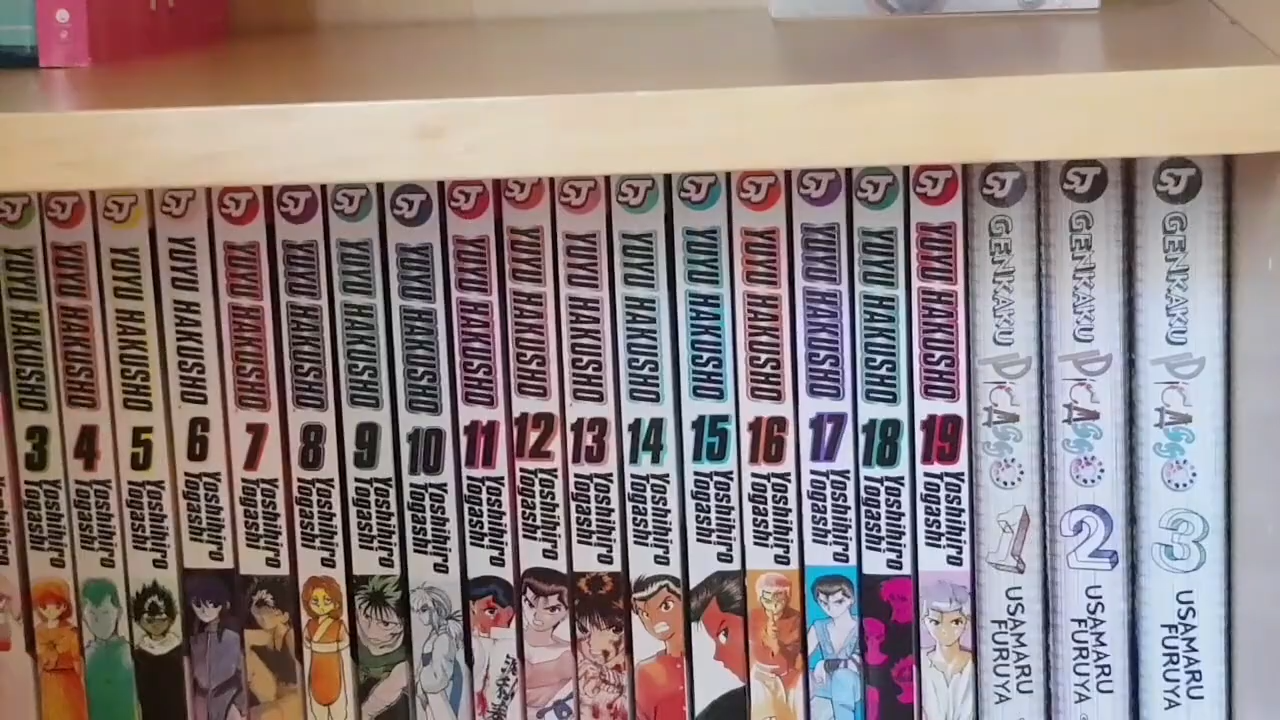 SJ YUYU HAKUSHO 3 Yoshihiro Togashi
SJ YUYU HAKUSHO 4 Yoshihiro Togashi
SJ YUYU HAKUSHO 5 Yoshihiro Togashi
SJ YUYU HAKUSHO 6 Yoshihiro Togashi
SJ YUYU HAKUSHO 7 Yoshihiro Togashi
SJ YUYU HAKUSHO 8 Yoshihiro Togashi
SJ YUYU HAKUSHO 9 Yoshihiro Togashi
SJ YUYU HAKUSHO 10 Yoshihiro Togashi
SJ YUYU HAKUSHO 11 Yoshihiro Togashi
SJ YUYU HAKUSHO 12 Yoshihiro Togashi
SJ YUYU HAKUSHO 13 Yoshihiro Togashi
SJ YUYU HAKUSHO 14 Yoshihiro Togashi
SJ YUYU HAKUSHO 15 Yoshihiro Togashi
SJ YUYU HAKUSHO 16 Yoshihiro Togashi
SJ YUYU HAKUSHO 17 Yoshihiro Togashi
SJ YUYU HAKUSHO 18 Yoshihiro Togashi
SJ YUYU HAKUSHO 19 Yoshihiro Togashi
SJ GENKAKU PiCASSO 1 USAMARU FURUYA
SJ GENKAKU PiCASSO 2 USAMARU FURUYA
SJ GENKAKU PiCASSO 3 USAMARU FURUYA